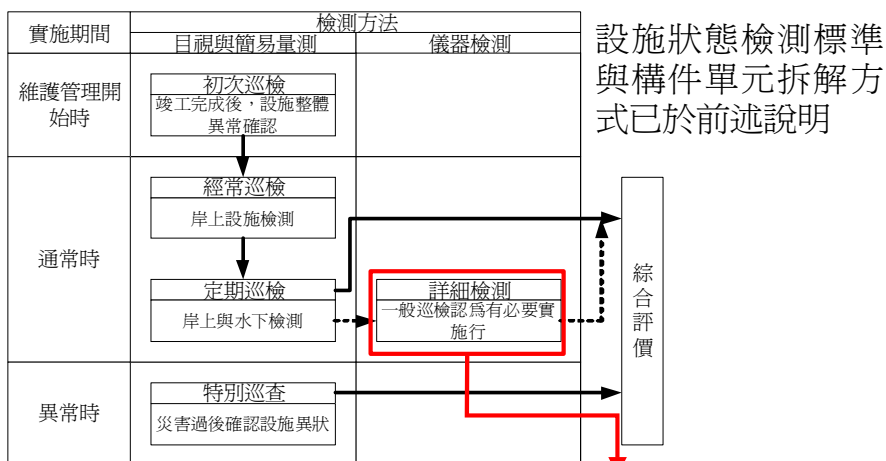 實施期間
檢測方法
目視與簡易量測
儀器檢測
設施狀態檢測標準
與構件單元拆解方
式已於前述說明
維護管理開
始時
初次巡檢
竣工完成後，設施整體
異常確認
通常時
經常巡檢
岸上設施檢測
定期巡檢
岸上與水下檢測
詳細檢測
一般巡檢認爲有必要實
施行
綜
合
評
價
異常時
特別巡查
災害過後確認設施異狀